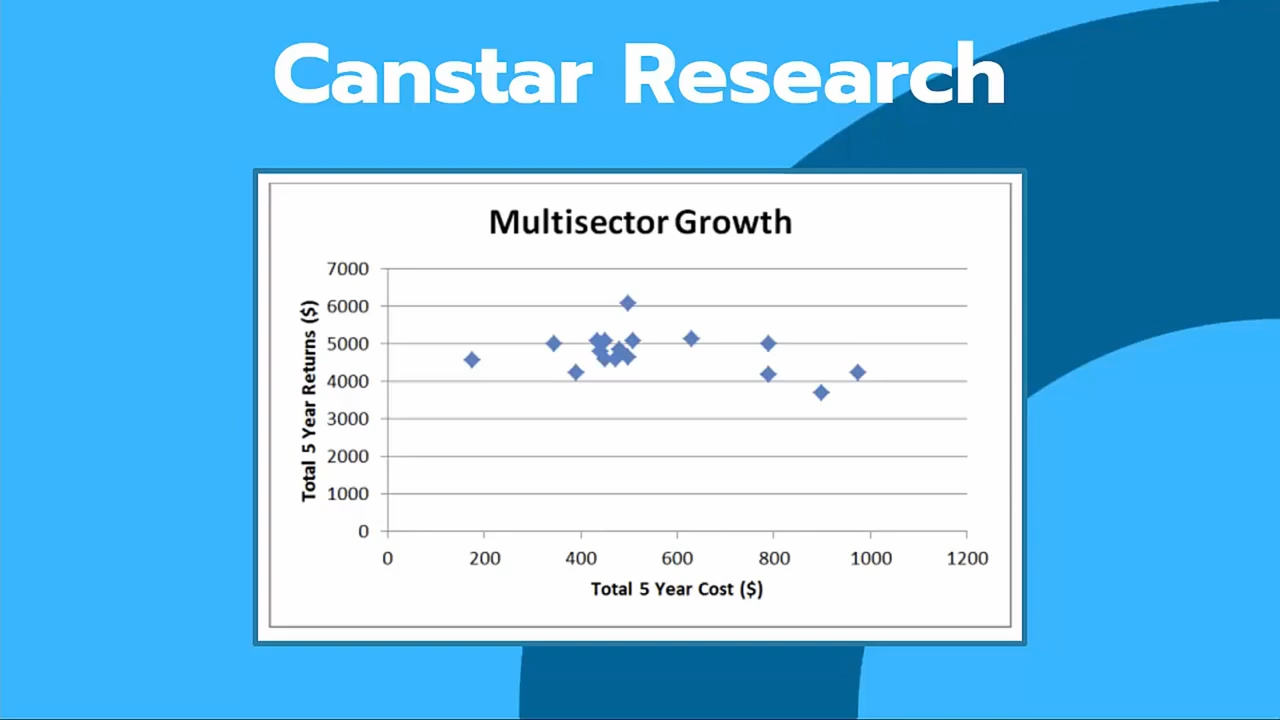 Canstar Research
Multisector Growth
7000
6000
5000
4000
3000
2000
1000
0
Total 5 Year Returns ($)
0 200 400 600 800 1000 1200
Total 5 Year Cost ($)